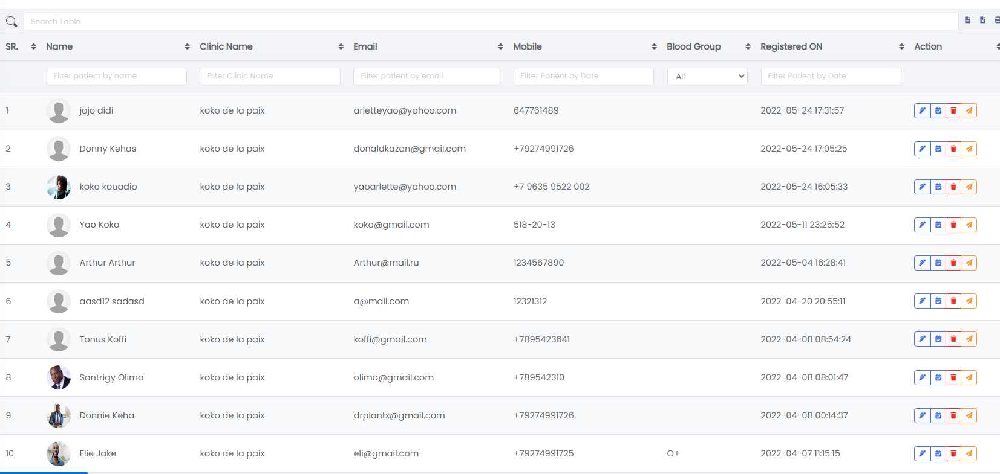 Search Table
SR. Name Clinic Name Email Mobile Blood Group Registered ON Action
Filter patient by name Filter Clinic Name Filter patient by email Filter Patient by Date All Filter Patient by Date
1 jojo didi koko de la paix arletteyao@yahoo.com 647761489 2022-05-24 17:31:57
2 Donny Kehas koko de la paix donaldkazan@gmail.com +79274991726 2022-05-24 17:05:25
3 koko kouadio koko de la paix yaoarlette@yahoo.com +7 9635 9522 002 2022-05-24 16:05:33
4 Yao Koko koko de la paix koko@gmail.com 518-20-13 2022-05-11 23:25:52
5 Arthur Arthur koko de la paix Arthur@mail.ru 1234567890 2022-05-04 16:28:41
6 aasd12 sadasd koko de la paix a@mail.com 12321312 2022-04-20 20:55:11
7 Tonus Koffi koko de la paix koffi@gmail.com +7895423641 2022-04-08 08:54:24
8 Santrigy Olima koko de la paix olima@gmail.com +789542310 2022-04-08 08:01:47
9 Donnie Keha koko de la paix drplantx@gmail.com +79274991726 2022-04-08 00:14:37
10 Elie Jake koko de la paix eli@gmail.com +79274991725 O+ 2022-04-07 11:15:15